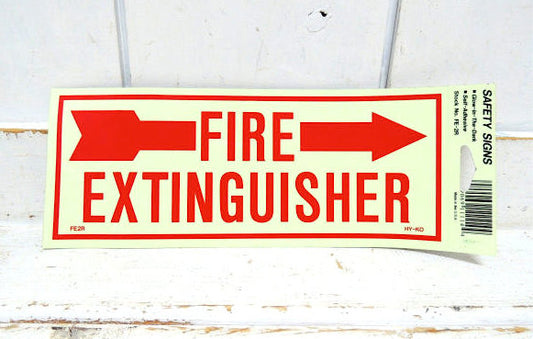 FIRE
EXTINGUISHER
FE2R
HY-KO
SAFETY SIGNS
• Glow-In-The-Dark
• Self-Adhesive
Stock No. FE-2R
Made in the U.S.A.